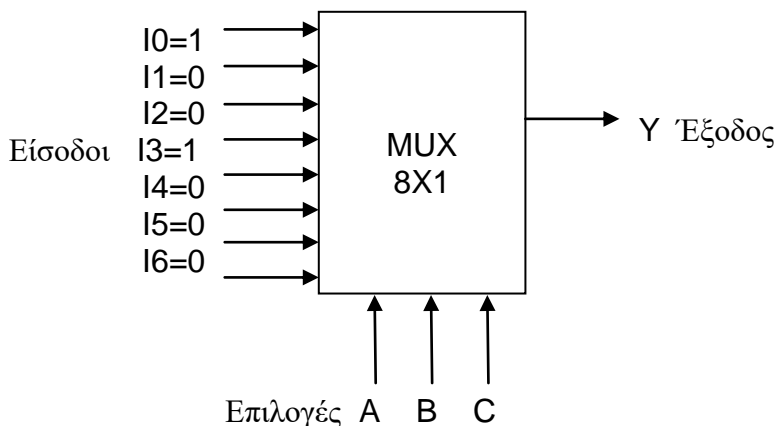 I0=1
I1=0
I2=0
Είσοδοι I3=1
I4=0
I5=0
I6=0
MUX
8X1
Y Έξοδος
Επιλογές A B C